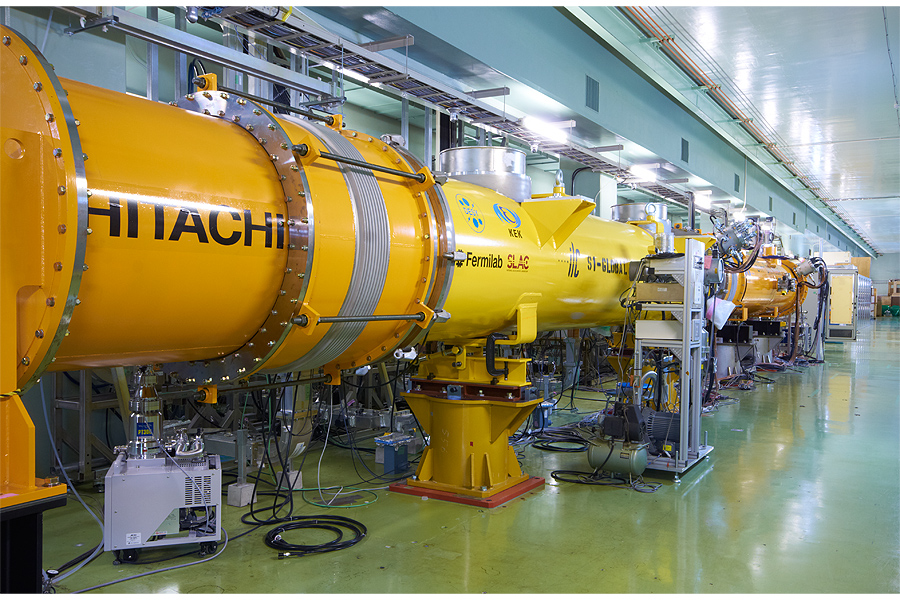 HITACHI
KEK
Fermilab
SLAC
ilc
S1-GLOBAL